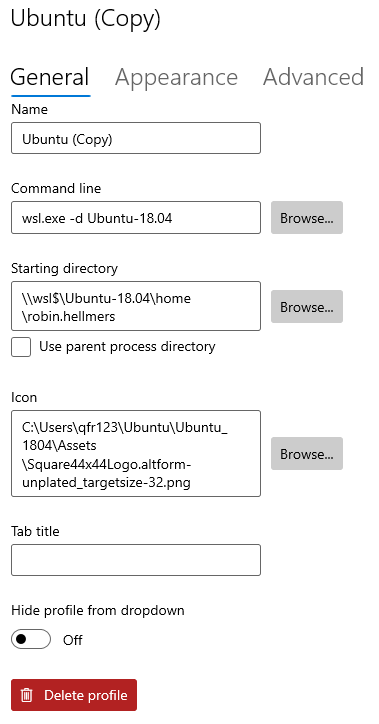 Ubuntu (Copy)
General Appearance Advanced
Name
Ubuntu (Copy)
Command line
wsl.exe -d Ubuntu-18.04
Browse...
Starting directory
\\wsl$\Ubuntu-18.04\home
\robin.hellmers
Browse...
Use parent process directory
Icon
C:\Users\qfr123\Ubuntu\Ubuntu_
1804\Assets
\Square44x44Logo.altform-
unplated_targetsize-32.png
Browse...
Tab title
Hide profile from dropdown
Off
Delete profile